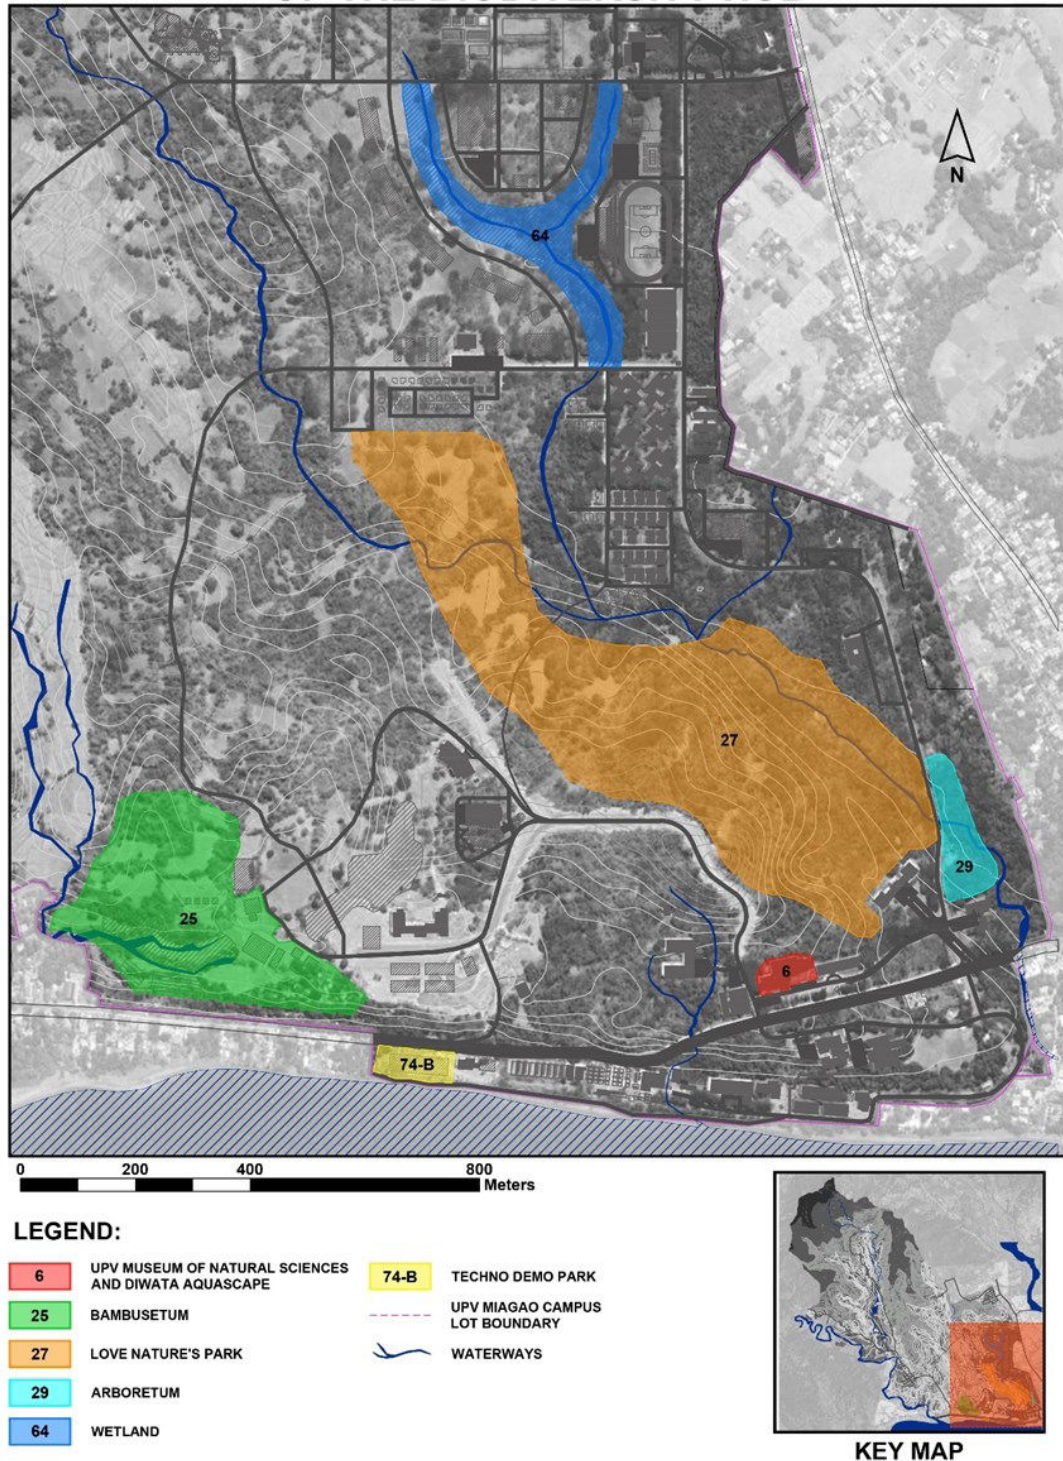 N
64
27
29
25
6
74-B
0 200 400 800
Meters
LEGEND:
6 UPV MUSEUM OF NATURAL SCIENCES
AND DIWATA AQUASCAPE
25 BAMBUSETUM
27 LOVE NATURE'S PARK
29 ARBORETUM
64 WETLAND
74-B TECHNO DEMO PARK
UPV MIAGAO CAMPUS
LOT BOUNDARY
WATERWAYS
KEY MAP